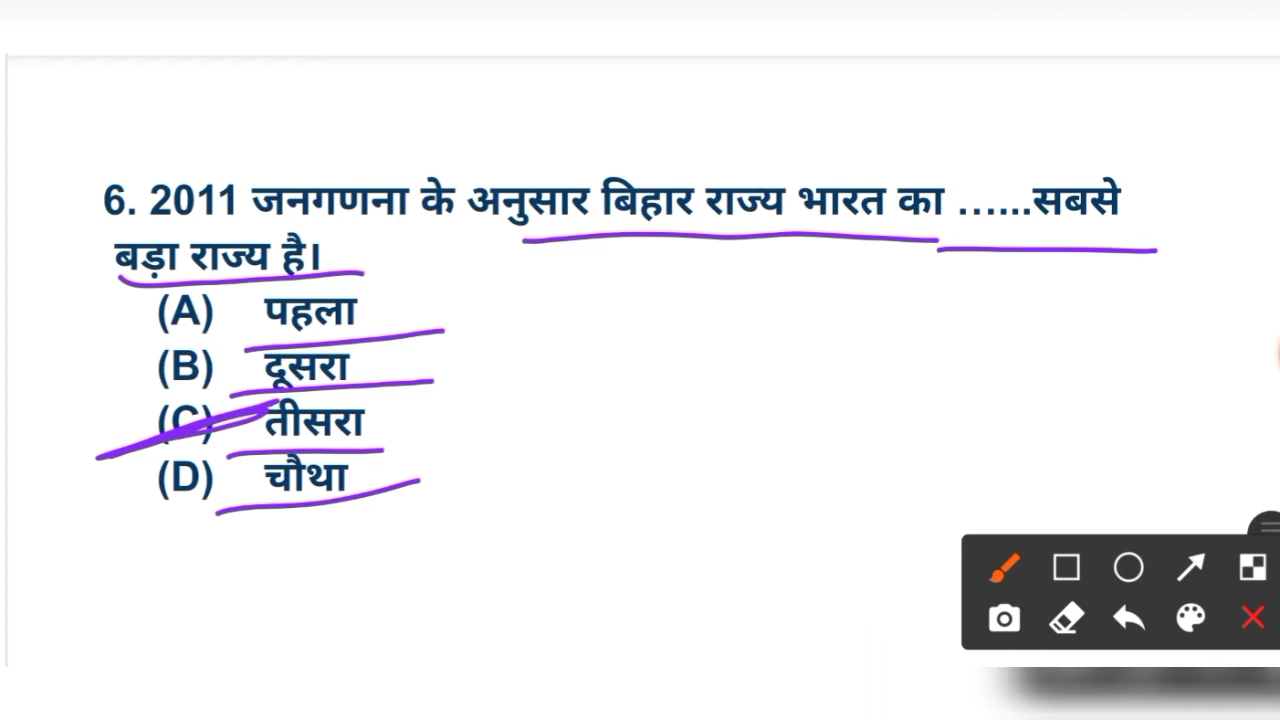 6. 2011 जनगणना के अनुसार बिहार राज्य भारत का ......सबसे
बड़ा राज्य है।
(A) पहला
(B) दूसरा
(C) तीसरा
(D) चौथा